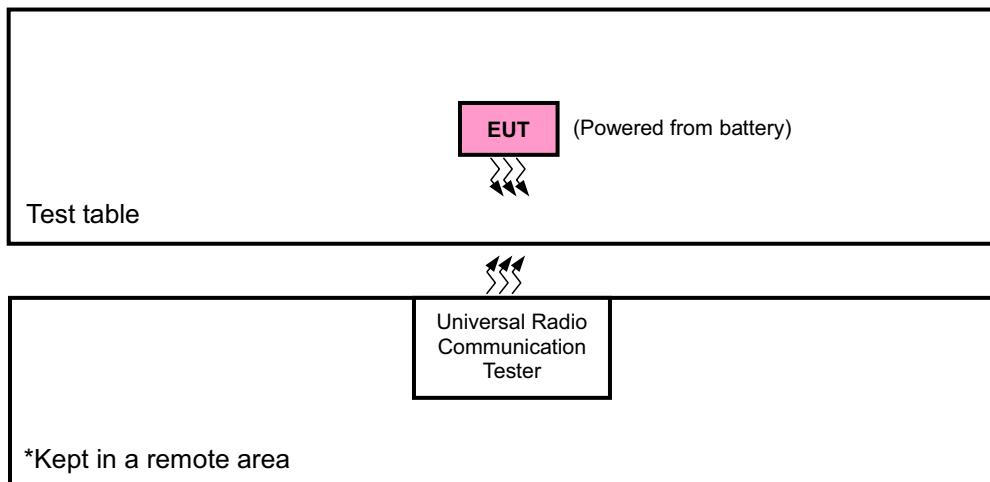 EUT
(Powered from battery)
Test table
Universal Radio
Communication
Tester
*Kept in a remote area